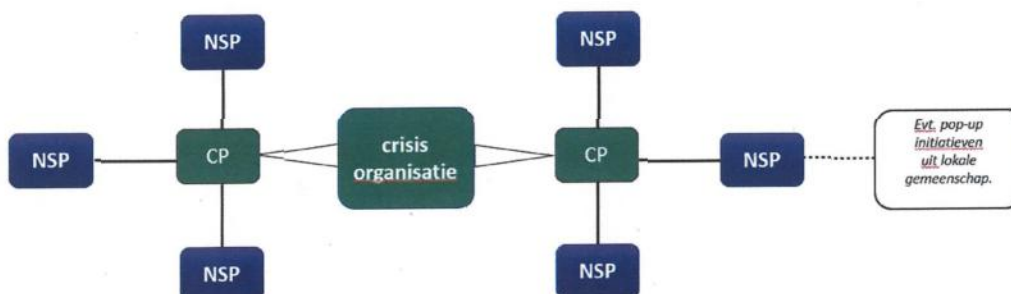 NSP
NSP
NSP
CP
crisis
organisatie
CP
NSP
NSP
Evt. pop-up
initiatieven
uit lokale
gemeenschap.
NSP
NSP